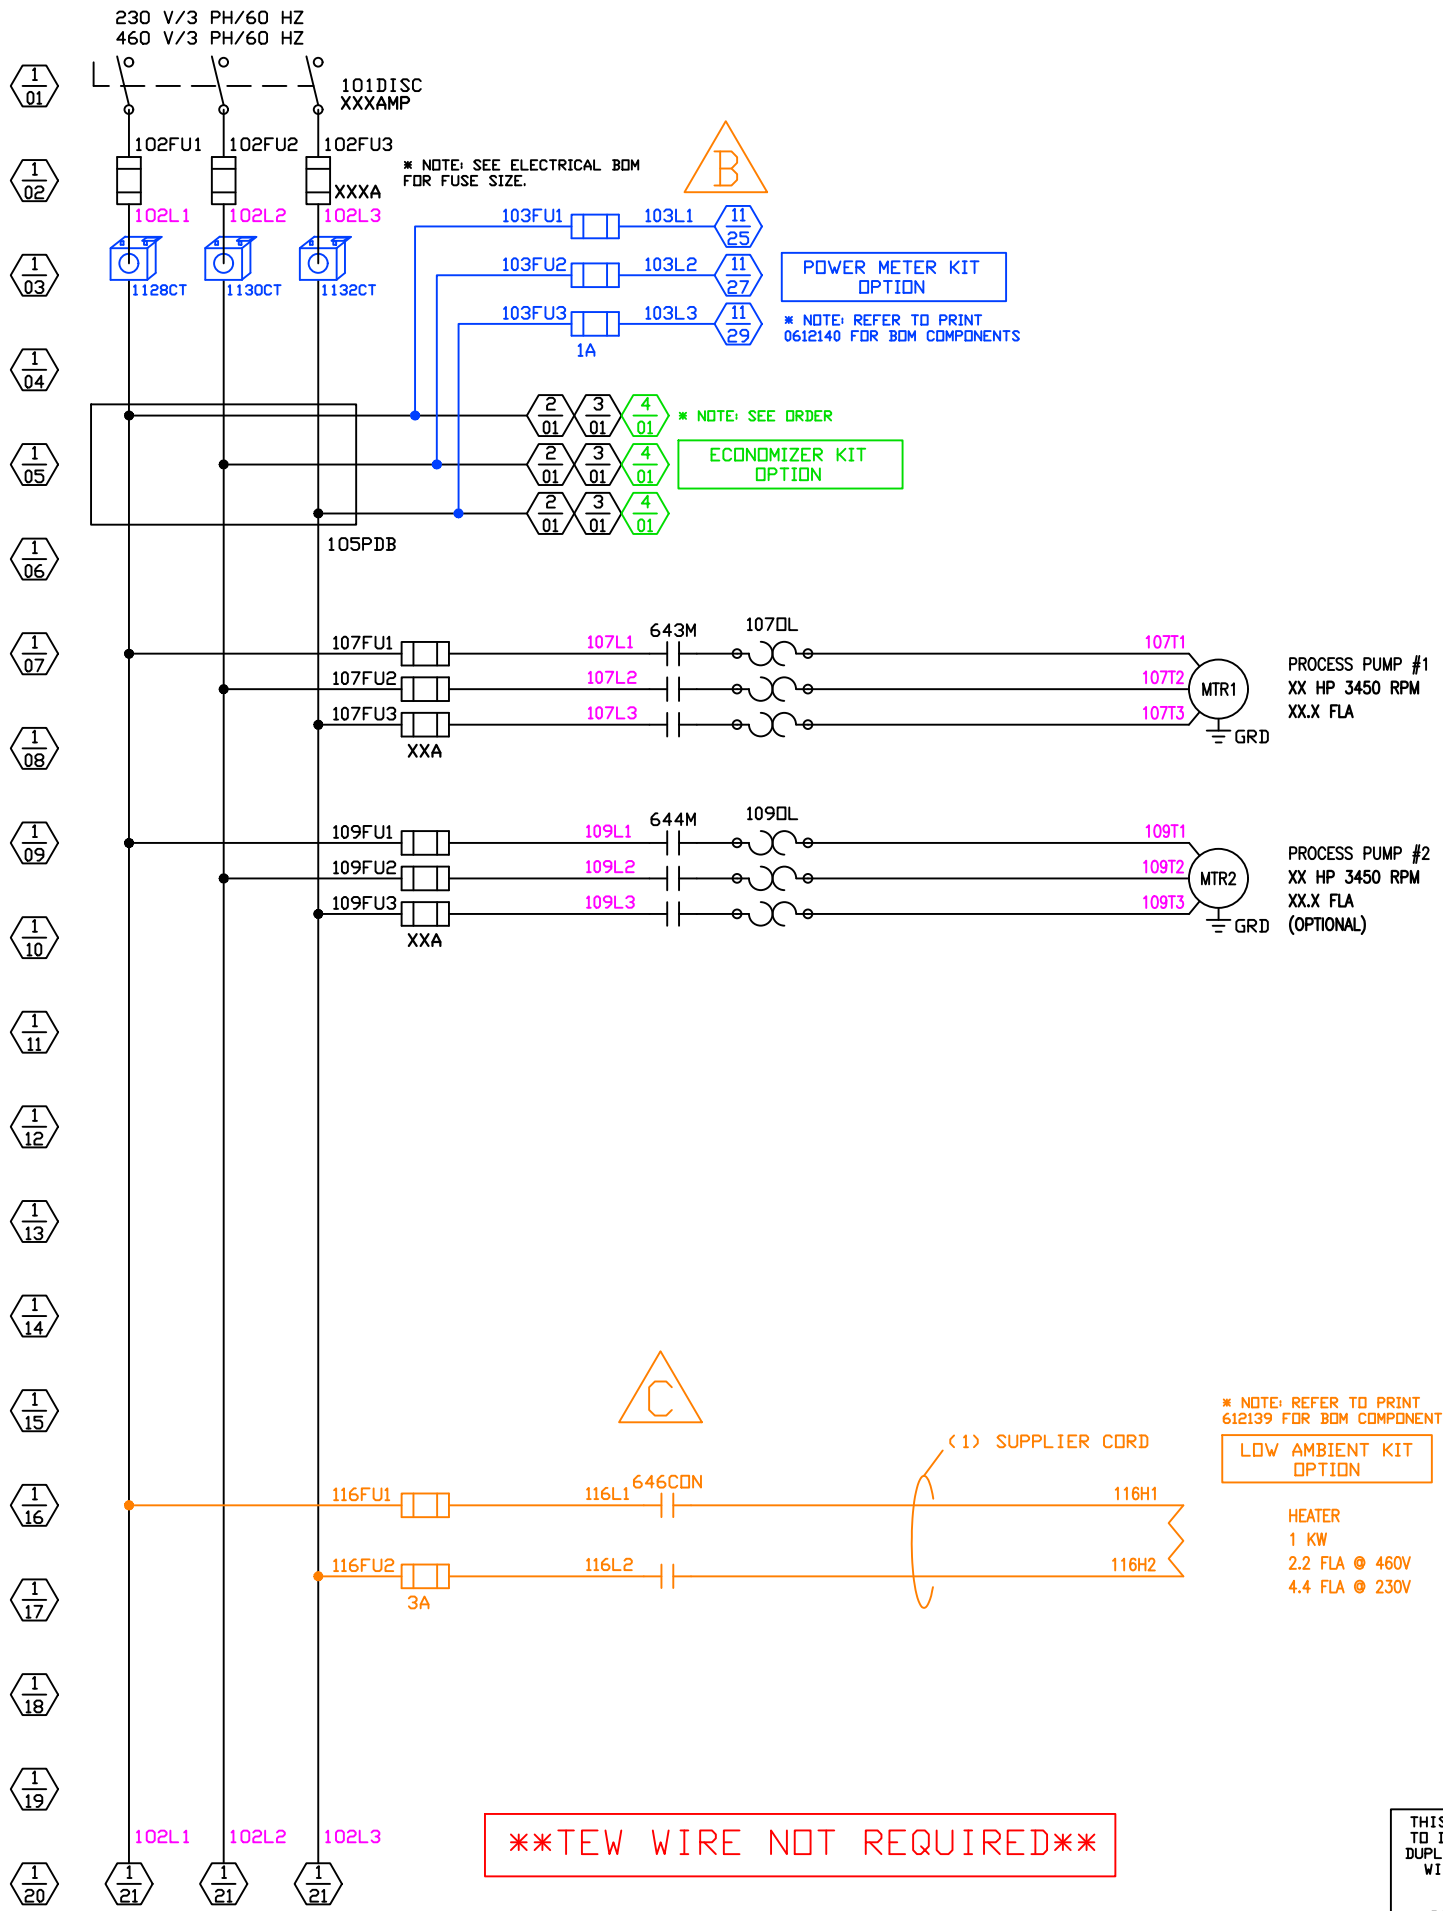 230 V/3 PH/60 HZ
460 V/3 PH/60 HZ
1
01
101DISC
XXXAMP
102FU1
102FU2
102FU3
1
02
XXXA
* NOTE: SEE ELECTRICAL BOM
FOR FUSE SIZE.
B
102L1
102L2
102L3
103FU1
103L1
11
25
1
03
1128CT
1130CT
1132CT
103FU2
103L2
11
27
POWER METER KIT
OPTION
103FU3
103L3
11
29
1A
* NOTE: REFER TO PRINT
0612140 FOR BOM COMPONENTS
1
04
2
01
3
01
4
01
* NOTE: SEE ORDER
1
05
2
01
3
01
4
01
ECONOMIZER KIT
OPTION
2
01
3
01
4
01
105PDB
1
06
1
07
107FU1
107L1
643M
107OL
107T1
107FU2
107L2
107T2
MTR1
107FU3
107L3
107T3
XXA
GRD
PROCESS PUMP #1
XX HP 3450 RPM
XX.X FLA
1
08
1
09
109FU1
109L1
644M
109OL
109T1
109FU2
109L2
109T2
MTR2
109FU3
109L3
109T3
XXA
GRD
PROCESS PUMP #2
XX HP 3450 RPM
XX.X FLA
(OPTIONAL)
1
10
1
11
1
12
1
13
1
14
1
15
C
* NOTE: REFER TO PRINT
612139 FOR BOM COMPONENT
(1) SUPPLIER CORD
LOW AMBIENT KIT
OPTION
1
16
116FU1
116L1
646CON
116H1
116FU2
116L2
116H2
3A
HEATER
1 KW
2.2 FLA @ 460V
4.4 FLA @ 230V
1
17
1
18
1
19
102L1
102L2
102L3
**TEW WIRE NOT REQUIRED**
1
20
1
21
1
21
1
21
THIS
DUPL